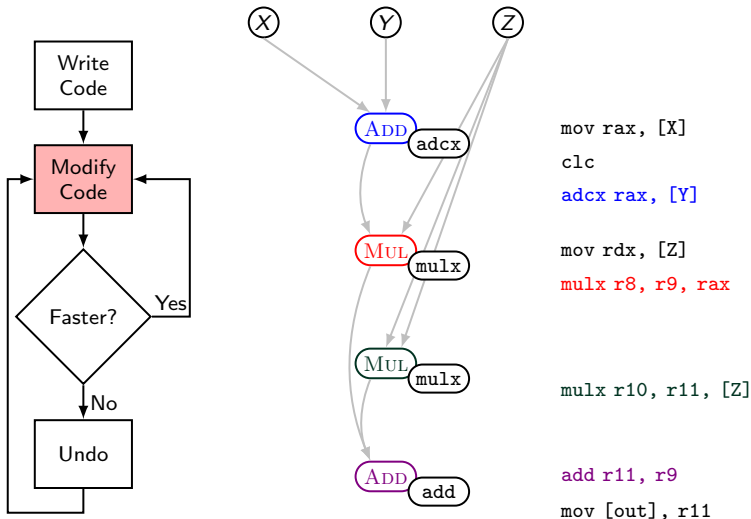 Write
Code
Modify
Code
Faster?
Yes
No
Undo
X
Y
Z
ADD
adcx
MUL
mulx
MUL
mulx
ADD
add
mov rax, [X]
clc
adcx rax, [Y]
mov rdx, [Z]
mulx r8, r9, rax
mulx r10, r11, [Z]
add r11, r9
mov [out], r11